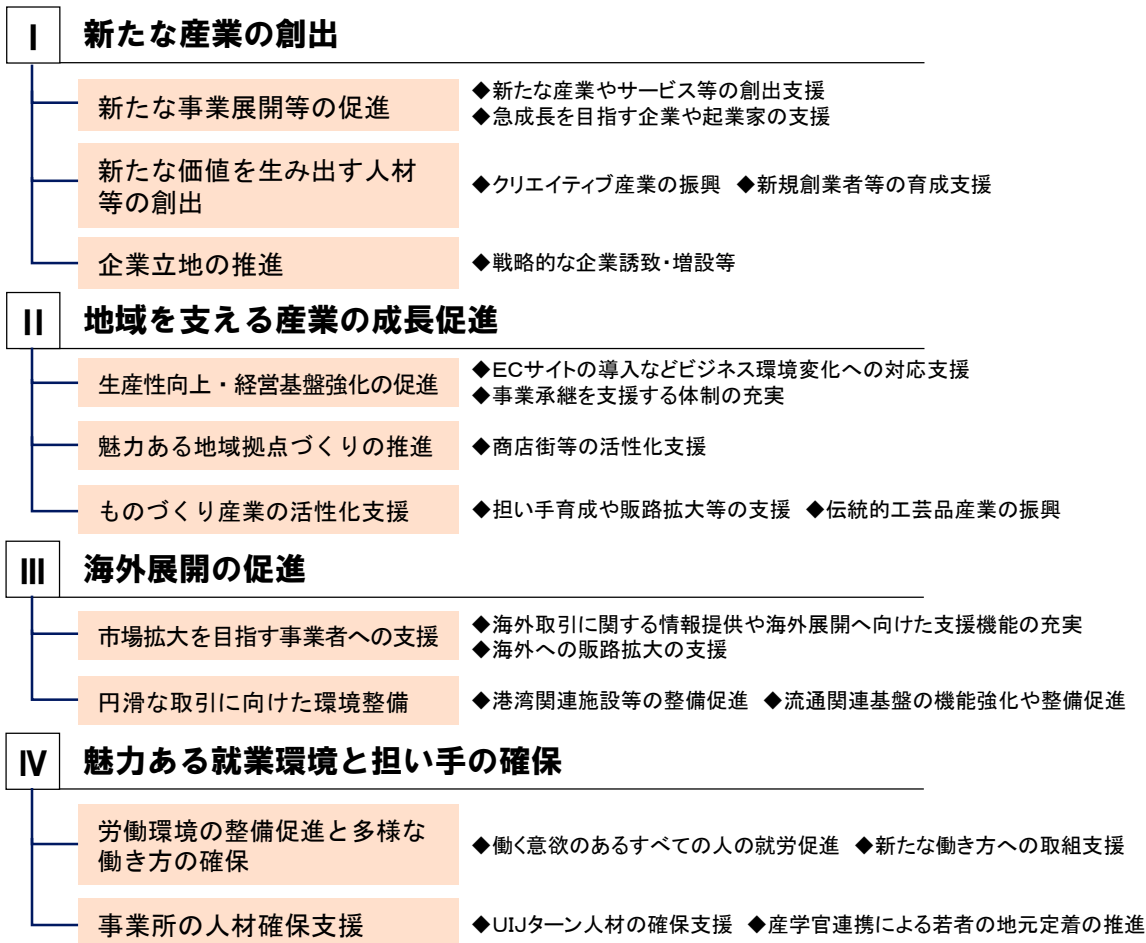 Ⅰ 新たな産業の創出
新たな事業展開等の促進
◆新たな産業やサービス等の創出支援
◆急成長を目指す企業や起業家の支援
新たな価値を生み出す人材
等の創出
◆クリエイティブ産業の振興 ◆新規創業者等の育成支援
企業立地の推進
◆戦略的な企業誘致・増設等
Ⅱ 地域を支える産業の成長促進
生産性向上・経営基盤強化の促進
◆ECサイトの導入などビジネス環境変化への対応支援
◆事業承継を支援する体制の充実
魅力ある地域拠点づくりの推進
◆商店街等の活性化支援
ものづくり産業の活性化支援
◆担い手育成や販路拡大等の支援 ◆伝統的工芸品産業の振興
Ⅲ 海外展開の促進
市場拡大を目指す事業者への支援
◆海外取引に関する情報提供や海外展開へ向けた支援機能の充実
◆海外への販路拡大の支援
円滑な取引に向けた環境整備
◆港湾関連施設等の整備促進 ◆流通関連基盤の機能強化や整備促進
Ⅳ 魅力ある就業環境と担い手の確保
労働環境の整備促進と多様な
働き方の確保
◆働く意欲のあるすべての人の就労促進 ◆新たな働き方への取組支援
事業所の人材確保支援
◆UIJターン人材の確保支援 ◆産学官連携による若者の地元定着の推進